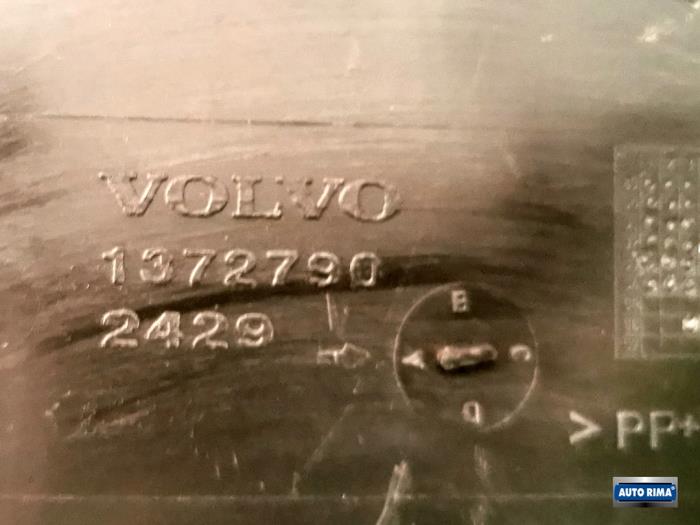 VOLVO
1372790
2429
B
A C
D
> PP+
AUTO RIMA